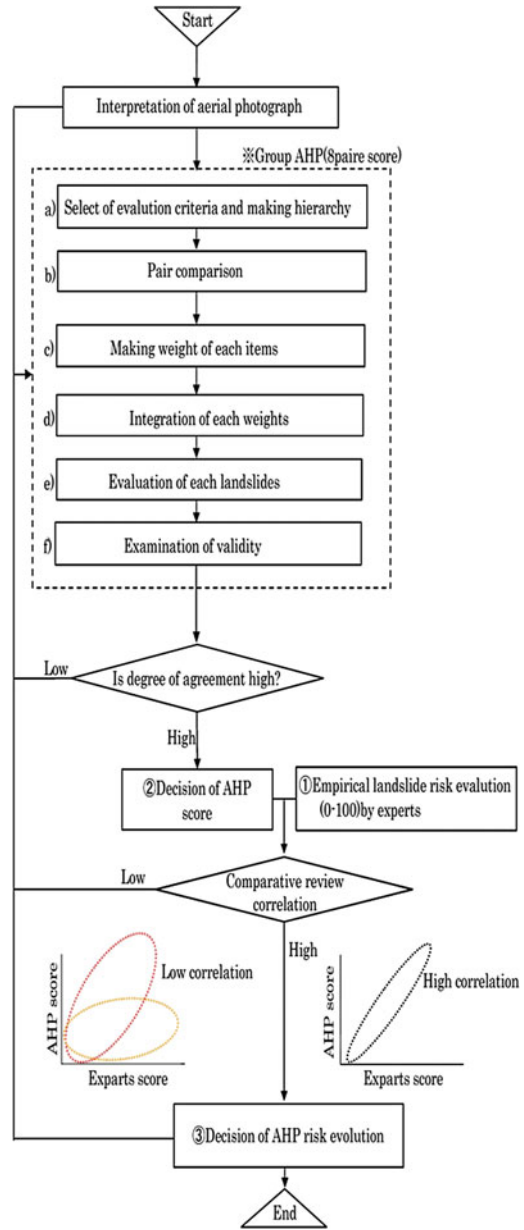 Start
Interpretation of aerial photograph
※Group AHP(8paire score)
a) Select of evalution criteria and making hierarchy
b) Pair comparison
c) Making weight of each items
d) Integration of each weights
e) Evaluation of each landslides
f) Examination of validity
Low
Is degree of agreement high?
High
②Decision of AHP
score
①Empirical landslide risk evalution
(0-100)by experts
Low
Comparative review
correlation
High
AHP score
Low correlation
Exparts score
AHP score
High correlation
Exparts score
③Decision of AHP risk evolution
End